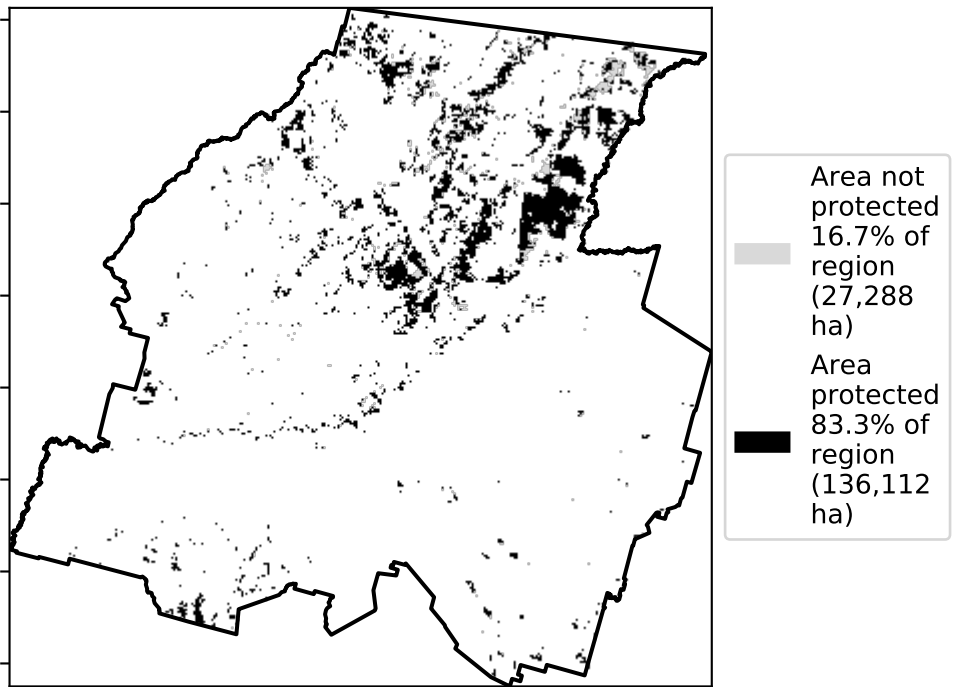 Area not
protected
16.7% of
region
(27,288
ha)
Area
protected
83.3% of
region
(136,112
ha)